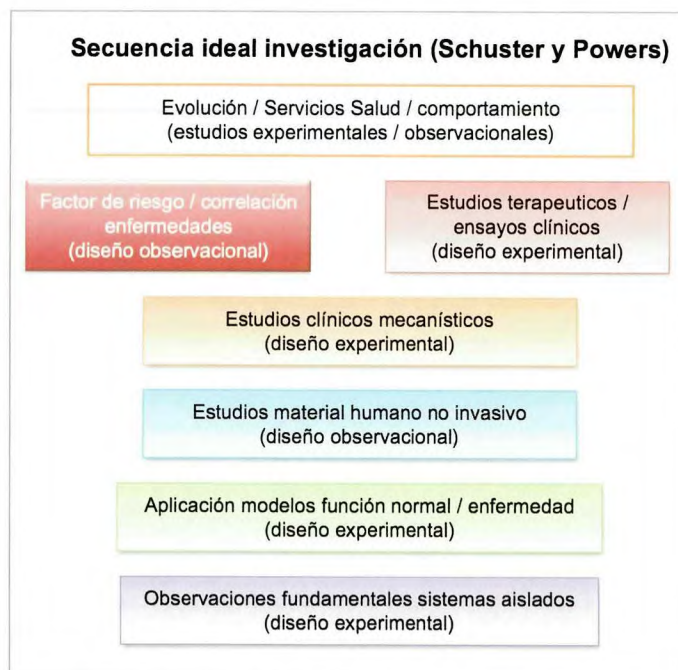 Secuencia ideal investigación (Schuster y Powers)
Evolución / Servicios Salud / comportamiento
(estudios experimentales / observacionales)
Factor de riesgo / correlación
enfermedades
(diseño observacional)
Estudios terapeuticos /
ensayos clínicos
(diseño experimental)
Estudios clínicos mecanísticos
(diseño experimental)
Estudios material humano no invasivo
(diseño observacional)
Aplicación modelos función normal / enfermedad
(diseño experimental)
Observaciones fundamentales sistemas aislados
(diseño experimental)